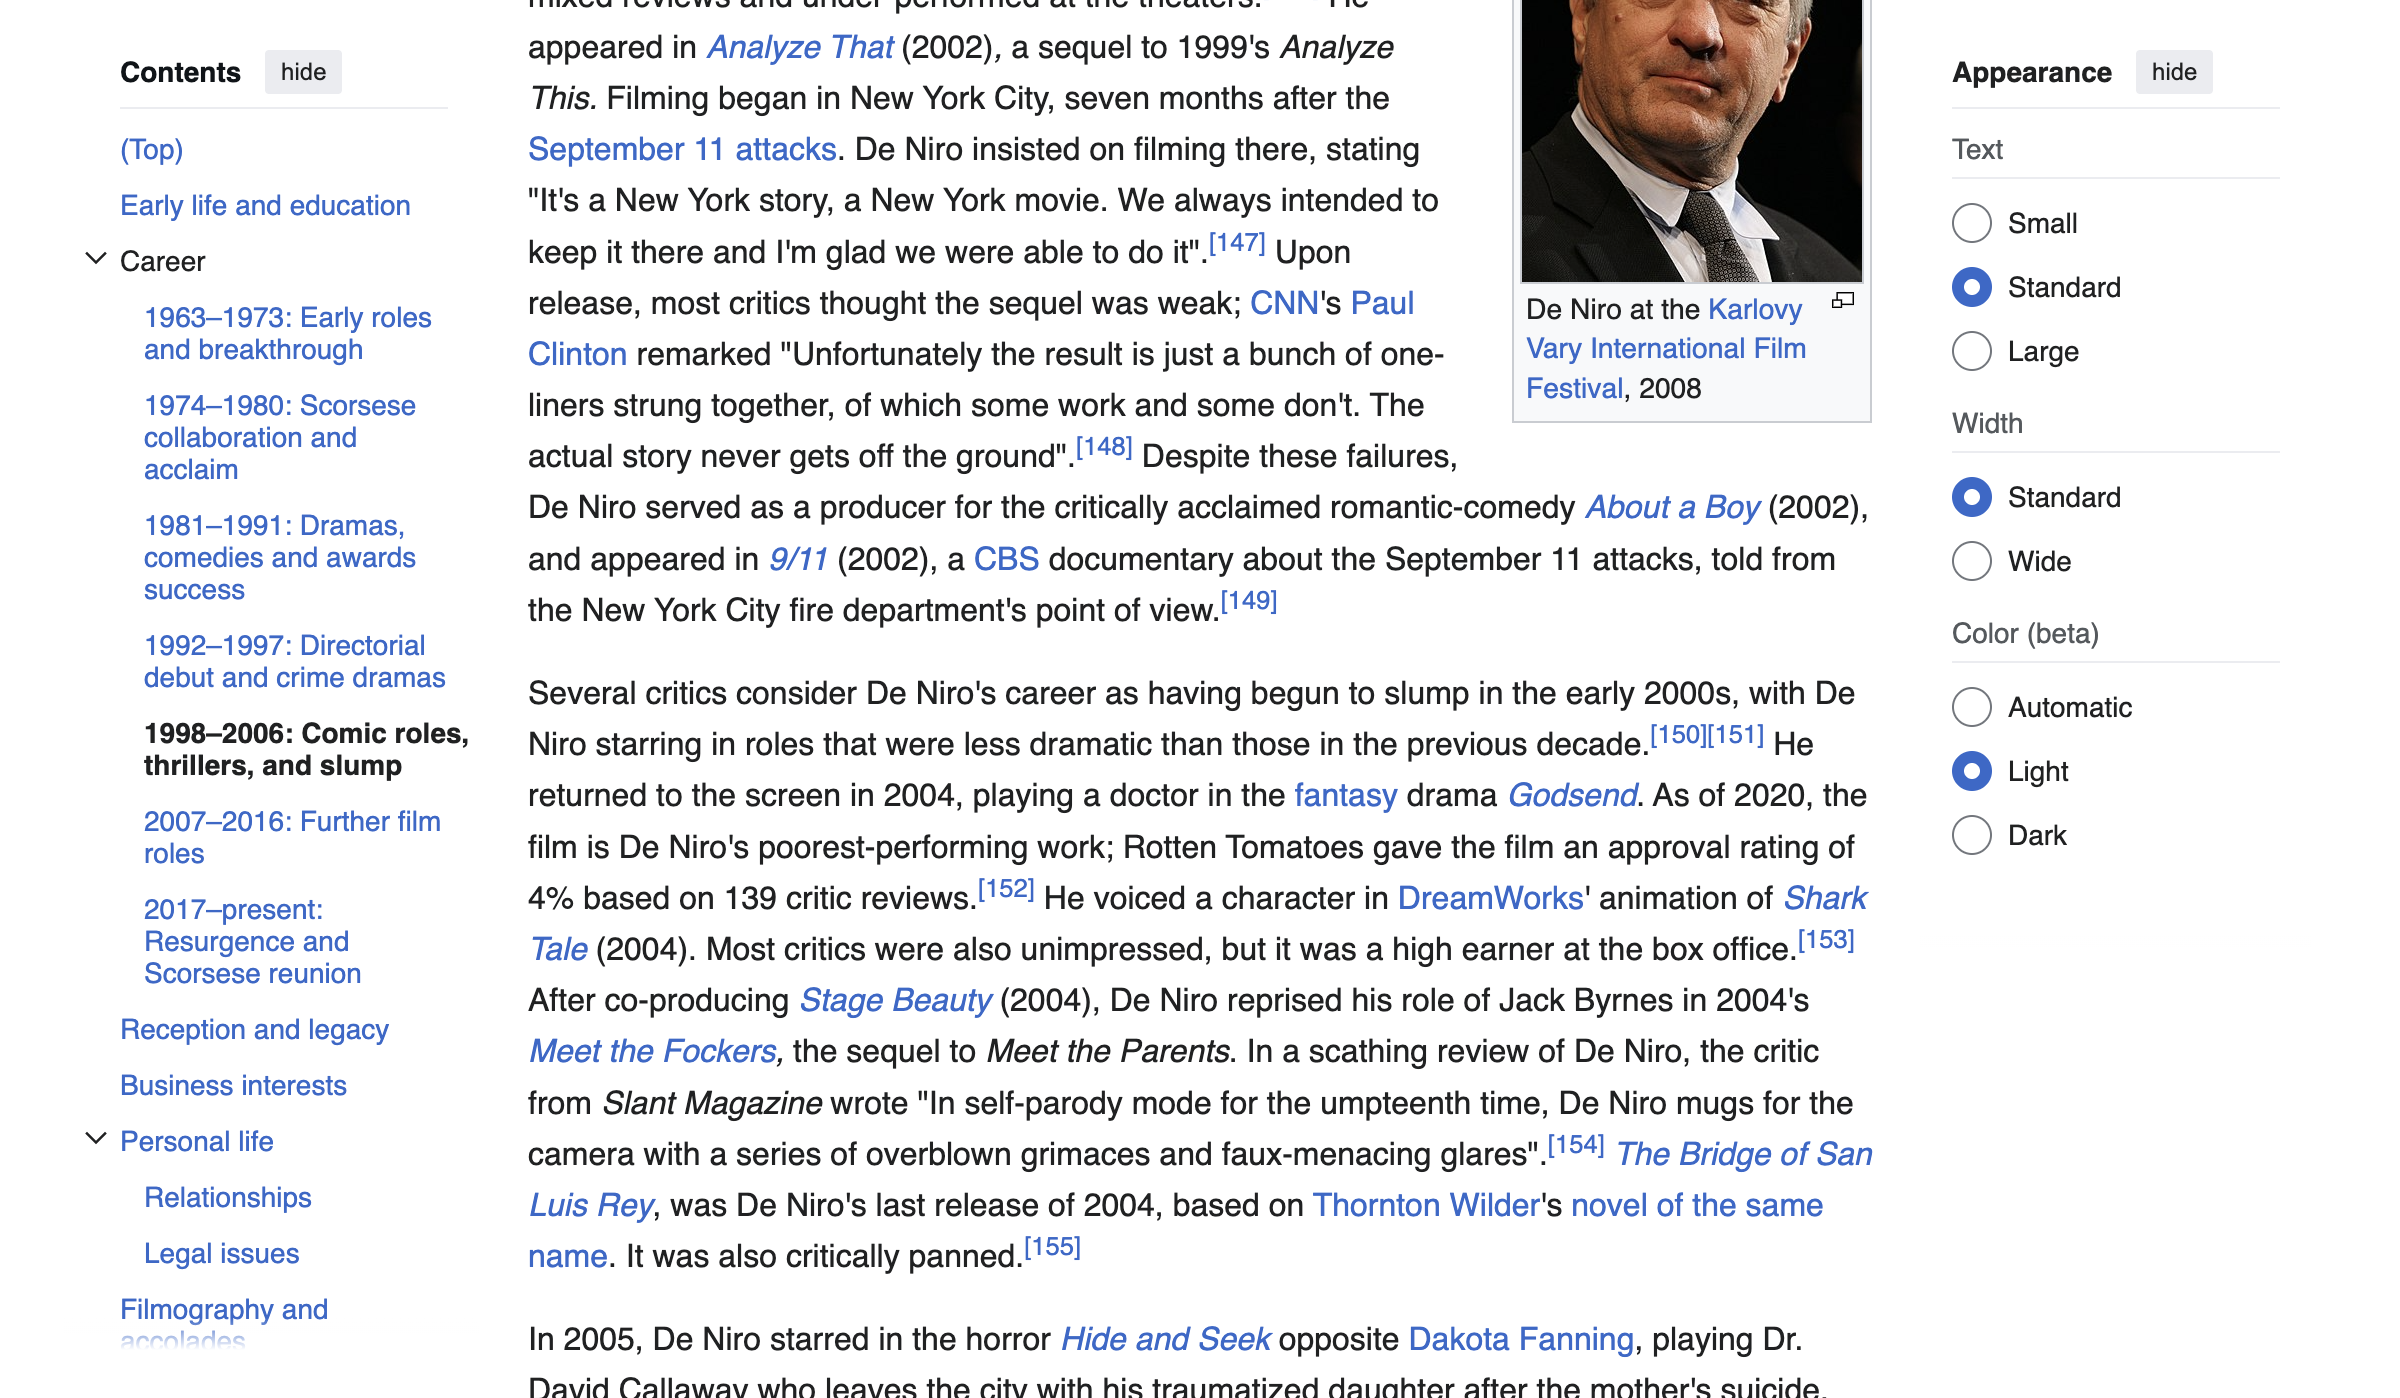 Contents hide
(Top)
Early life and education
Career
1963–1973: Early roles
and breakthrough
1974–1980: Scorsese
collaboration and
acclaim
1981–1991: Dramas,
comedies and awards
success
1992–1997: Directorial
debut and crime dramas
1998–2006: Comic roles,
thrillers, and slump
2007–2016: Further film
roles
2017–present:
Resurgence and
Scorsese reunion
Reception and legacy
Business interests
Personal life
Relationships
Legal issues
Filmography and
accolades
mixed reviews and under-performed at the theaters. He
appeared in Analyze That (2002), a sequel to 1999's Analyze
This. Filming began in New York City, seven months after the
September 11 attacks. De Niro insisted on filming there, stating
"It's a New York story, a New York movie. We always intended to
keep it there and I'm glad we were able to do it".[147] Upon
release, most critics thought the sequel was weak; CNN's Paul
Clinton remarked "Unfortunately the result is just a bunch of one-
liners strung together, of which some work and some don't. The
actual story never gets off the ground".[148] Despite these failures,
De Niro served as a producer for the critically acclaimed romantic-comedy About a Boy (2002),
and appeared in 9/11 (2002), a CBS documentary about the September 11 attacks, told from
the New York City fire department's point of view.[149]
Several critics consider De Niro's career as having begun to slump in the early 2000s, with De
Niro starring in roles that were less dramatic than those in the previous decade.[150][151] He
returned to the screen in 2004, playing a doctor in the fantasy drama Godsend. As of 2020, the
film is De Niro's poorest-performing work; Rotten Tomatoes gave the film an approval rating of
4% based on 139 critic reviews.[152] He voiced a character in DreamWorks' animation of Shark
Tale (2004). Most critics were also unimpressed, but it was a high earner at the box office.[153]
After co-producing Stage Beauty (2004), De Niro reprised his role of Jack Byrnes in 2004's
Meet the Fockers, the sequel to Meet the Parents. In a scathing review of De Niro, the critic
from Slant Magazine wrote "In self-parody mode for the umpteenth time, De Niro mugs for the
camera with a series of overblown grimaces and faux-menacing glares".[154] The Bridge of San
Luis Rey, was De Niro's last release of 2004, based on Thornton Wilder's novel of the same
name. It was also critically panned.[155]
In 2005, De Niro starred in the horror Hide and Seek opposite Dakota Fanning, playing Dr.
David Callaway who leaves the city with his traumatized daughter after the mother's suicide.
De Niro at the Karlovy
Vary International Film
Festival, 2008
Appearance hide
Text
Small
Standard
Large
Width
Standard
Wide
Color (beta)
Automatic
Light
Dark